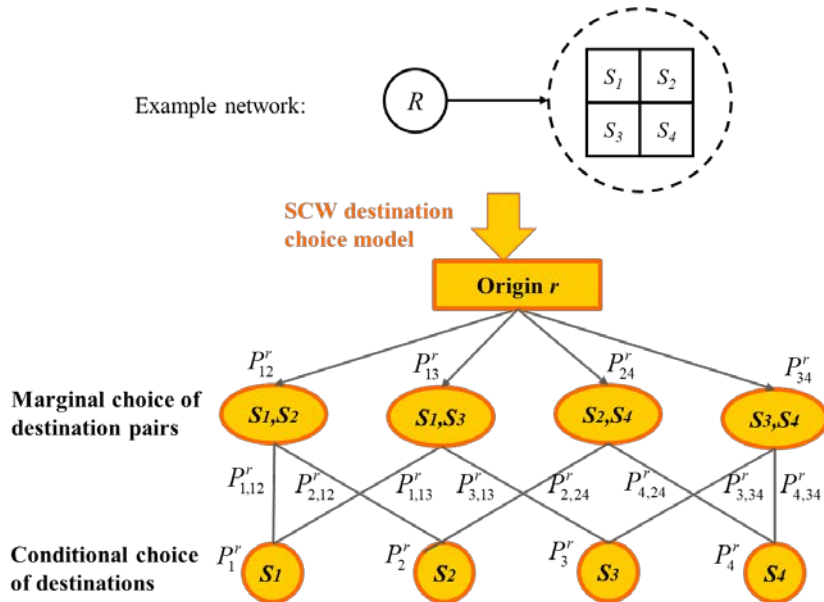 S₁ S₂
Example network: R
S₃ S₄
SCW destination
choice model
Origin r
P₁₂ʳ P₁₃ʳ P₂₄ʳ P₃₄ʳ
Marginal choice of
destination pairs
S₁,S₂ S₁,S₃ S₂,S₄ S₃,S₄
P₁,₁₂ʳ P₂,₁₂ʳ P₁,₁₃ʳ P₃,₁₃ʳ P₂,₂₄ʳ P₄,₂₄ʳ P₃,₃₄ʳ P₄,₃₄ʳ
Conditional choice
of destinations
P₁ʳ S₁ P₂ʳ S₂ P₃ʳ S₃ P₄ʳ S₄